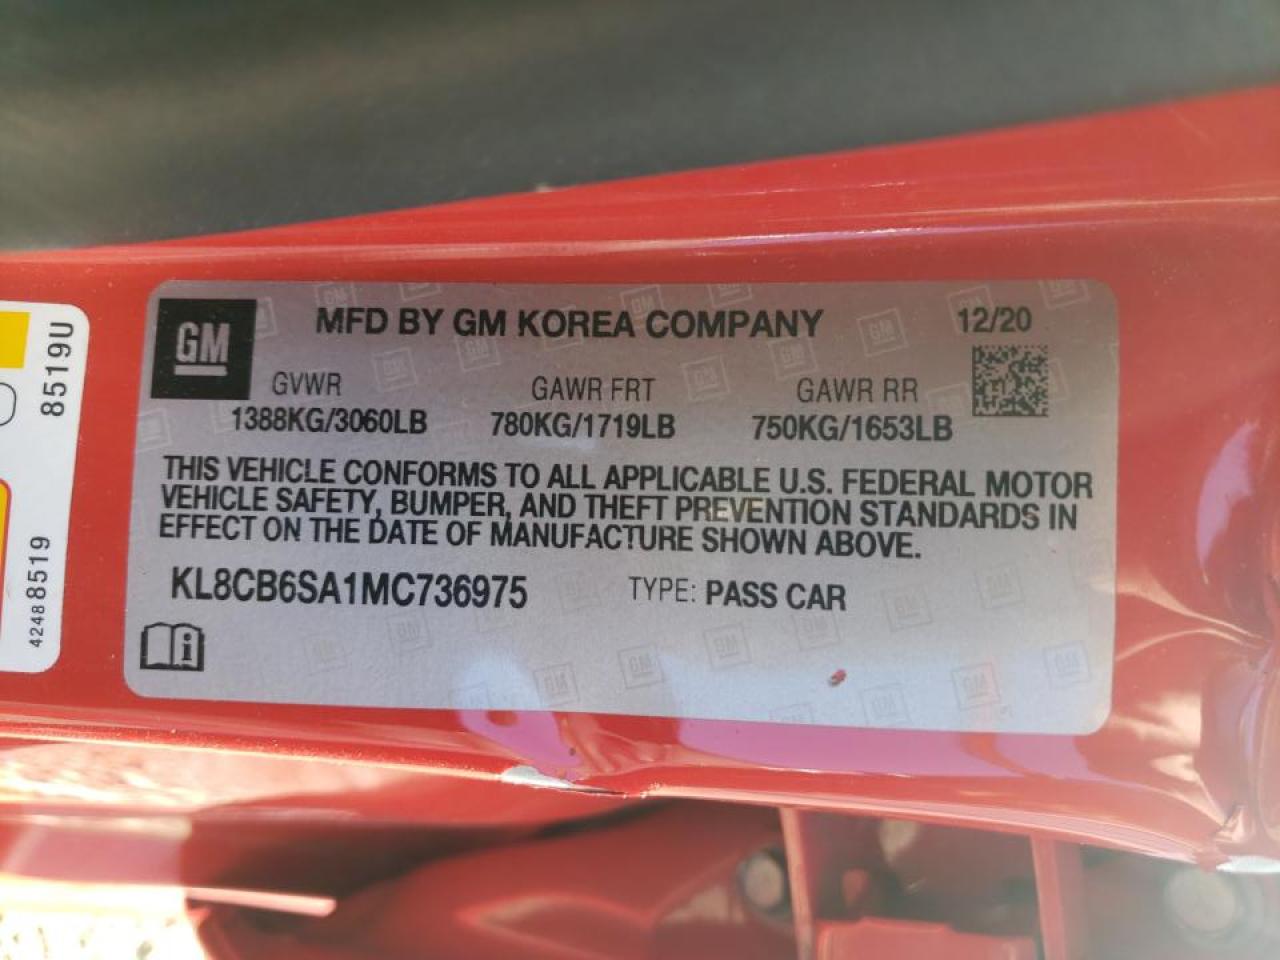 GM
MFD BY GM KOREA COMPANY 12/20
GVWR GAWR FRT GAWR RR
1388KG/3060LB 780KG/1719LB 750KG/1653LB
THIS VEHICLE CONFORMS TO ALL APPLICABLE U.S. FEDERAL MOTOR
VEHICLE SAFETY, BUMPER, AND THEFT PREVENTION STANDARDS IN
EFFECT ON THE DATE OF MANUFACTURE SHOWN ABOVE.
KL8CB6SA1MC736975 TYPE: PASS CAR
8519U
42488519